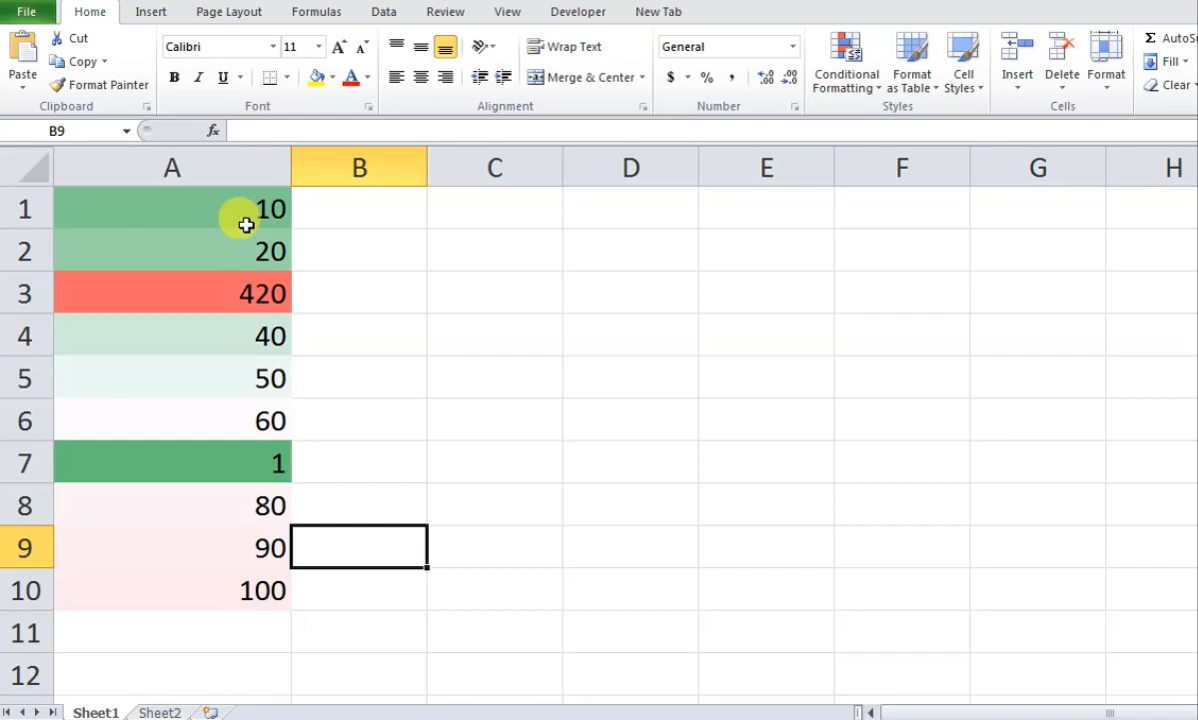 File Home Insert Page Layout Formulas Data Review View Developer New Tab
Paste
Cut
Copy
Format Painter
Clipboard
Calibri 11
B I U
Font
Wrap Text
Merge & Center
Alignment
General
$ % ,
Number
Conditional Formatting
Format as Table
Cell Styles
Styles
Insert Delete Format
Cells
Σ AutoS
Fill
Clear
B9 fx
A B C D E F G H
1 10
2 20
3 420
4 40
5 50
6 60
7 1
8 80
9 90
10 100
11
12
Sheet1 Sheet2